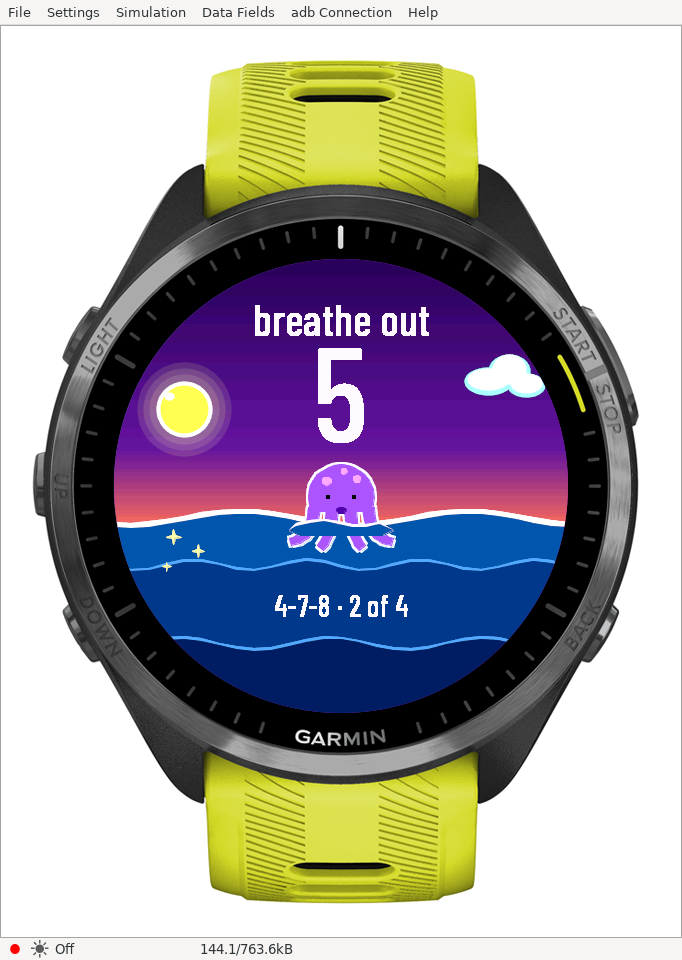 File Settings Simulation Data Fields adb Connection Help
LIGHT
START
STOP
UP
DOWN
BACK
breathe out
5
4-7-8 · 2 of 4
GARMIN
Off 144.1/763.6kB